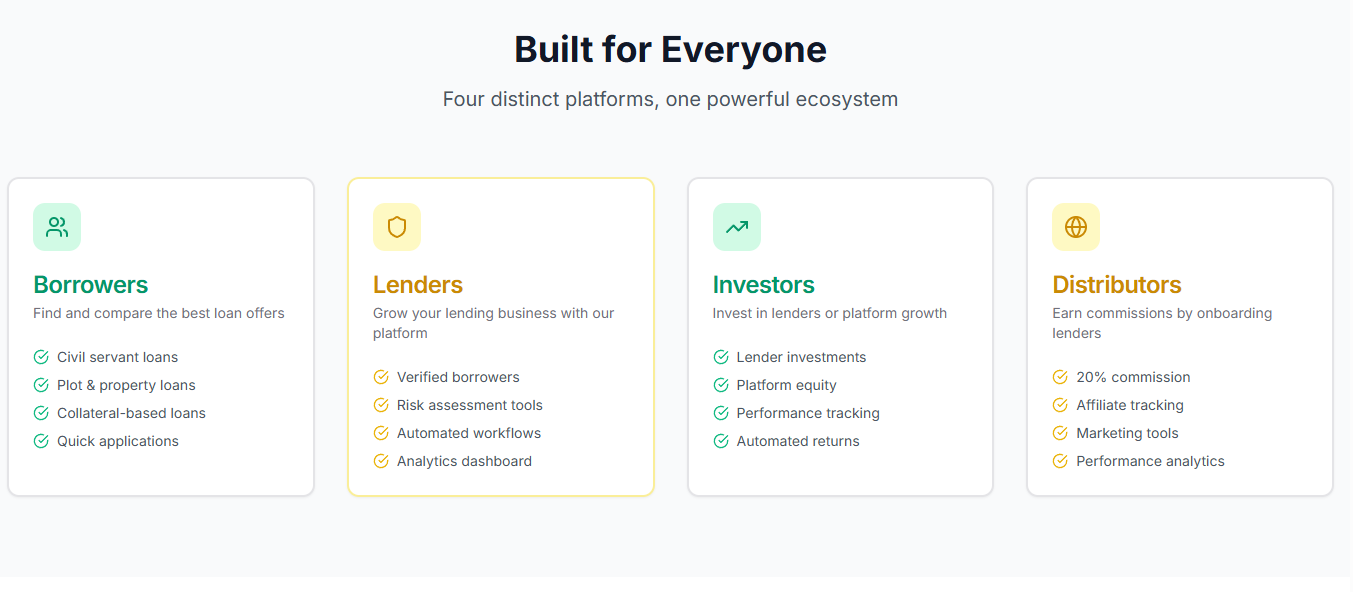 Built for Everyone
Four distinct platforms, one powerful ecosystem
Borrowers
Find and compare the best loan offers
Civil servant loans
Plot & property loans
Collateral-based loans
Quick applications
Lenders
Grow your lending business with our
platform
Verified borrowers
Risk assessment tools
Automated workflows
Analytics dashboard
Investors
Invest in lenders or platform growth
Lender investments
Platform equity
Performance tracking
Automated returns
Distributors
Earn commissions by onboarding
lenders
20% commission
Affiliate tracking
Marketing tools
Performance analytics